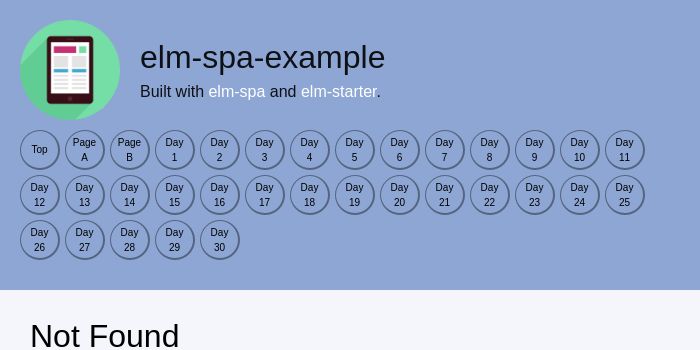 elm-spa-example
Built with elm-spa and elm-starter.
Top
Page A
Page B
Day 1
Day 2
Day 3
Day 4
Day 5
Day 6
Day 7
Day 8
Day 9
Day 10
Day 11
Day 12
Day 13
Day 14
Day 15
Day 16
Day 17
Day 18
Day 19
Day 20
Day 21
Day 22
Day 23
Day 24
Day 25
Day 26
Day 27
Day 28
Day 29
Day 30
Not Found